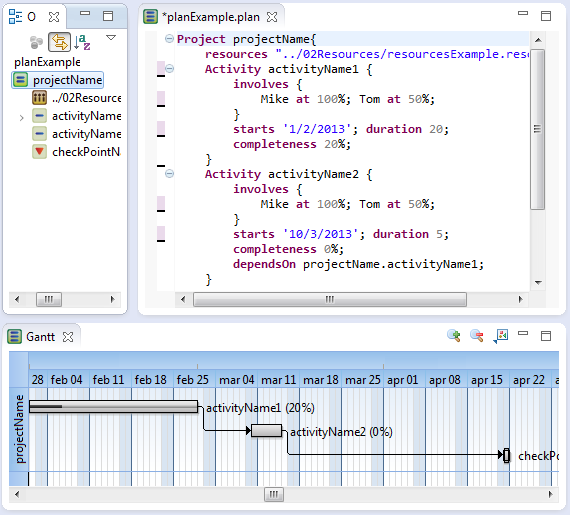 O
planExample
projectName
../02Resource
activityName
activityName
checkPointNa
*planExample.plan
Project projectName{
resources "../02Resources/resourcesExample.reso
Activity activityName1 {
involves {
Mike at 100%; Tom at 50%;
}
starts '1/2/2013'; duration 20;
completeness 20%;
}
Activity activityName2 {
involves {
Mike at 100%; Tom at 50%;
}
starts '10/3/2013'; duration 5;
completeness 0%;
dependsOn projectName.activityName1;
}
Gantt
28 feb 04 feb 11 feb 18 feb 25 mar 04 mar 11 mar 18 mar 25 apr 01 apr 08 apr 15 apr 22 ap
projectName
activityName1 (20%)
activityName2 (0%)
checkPo